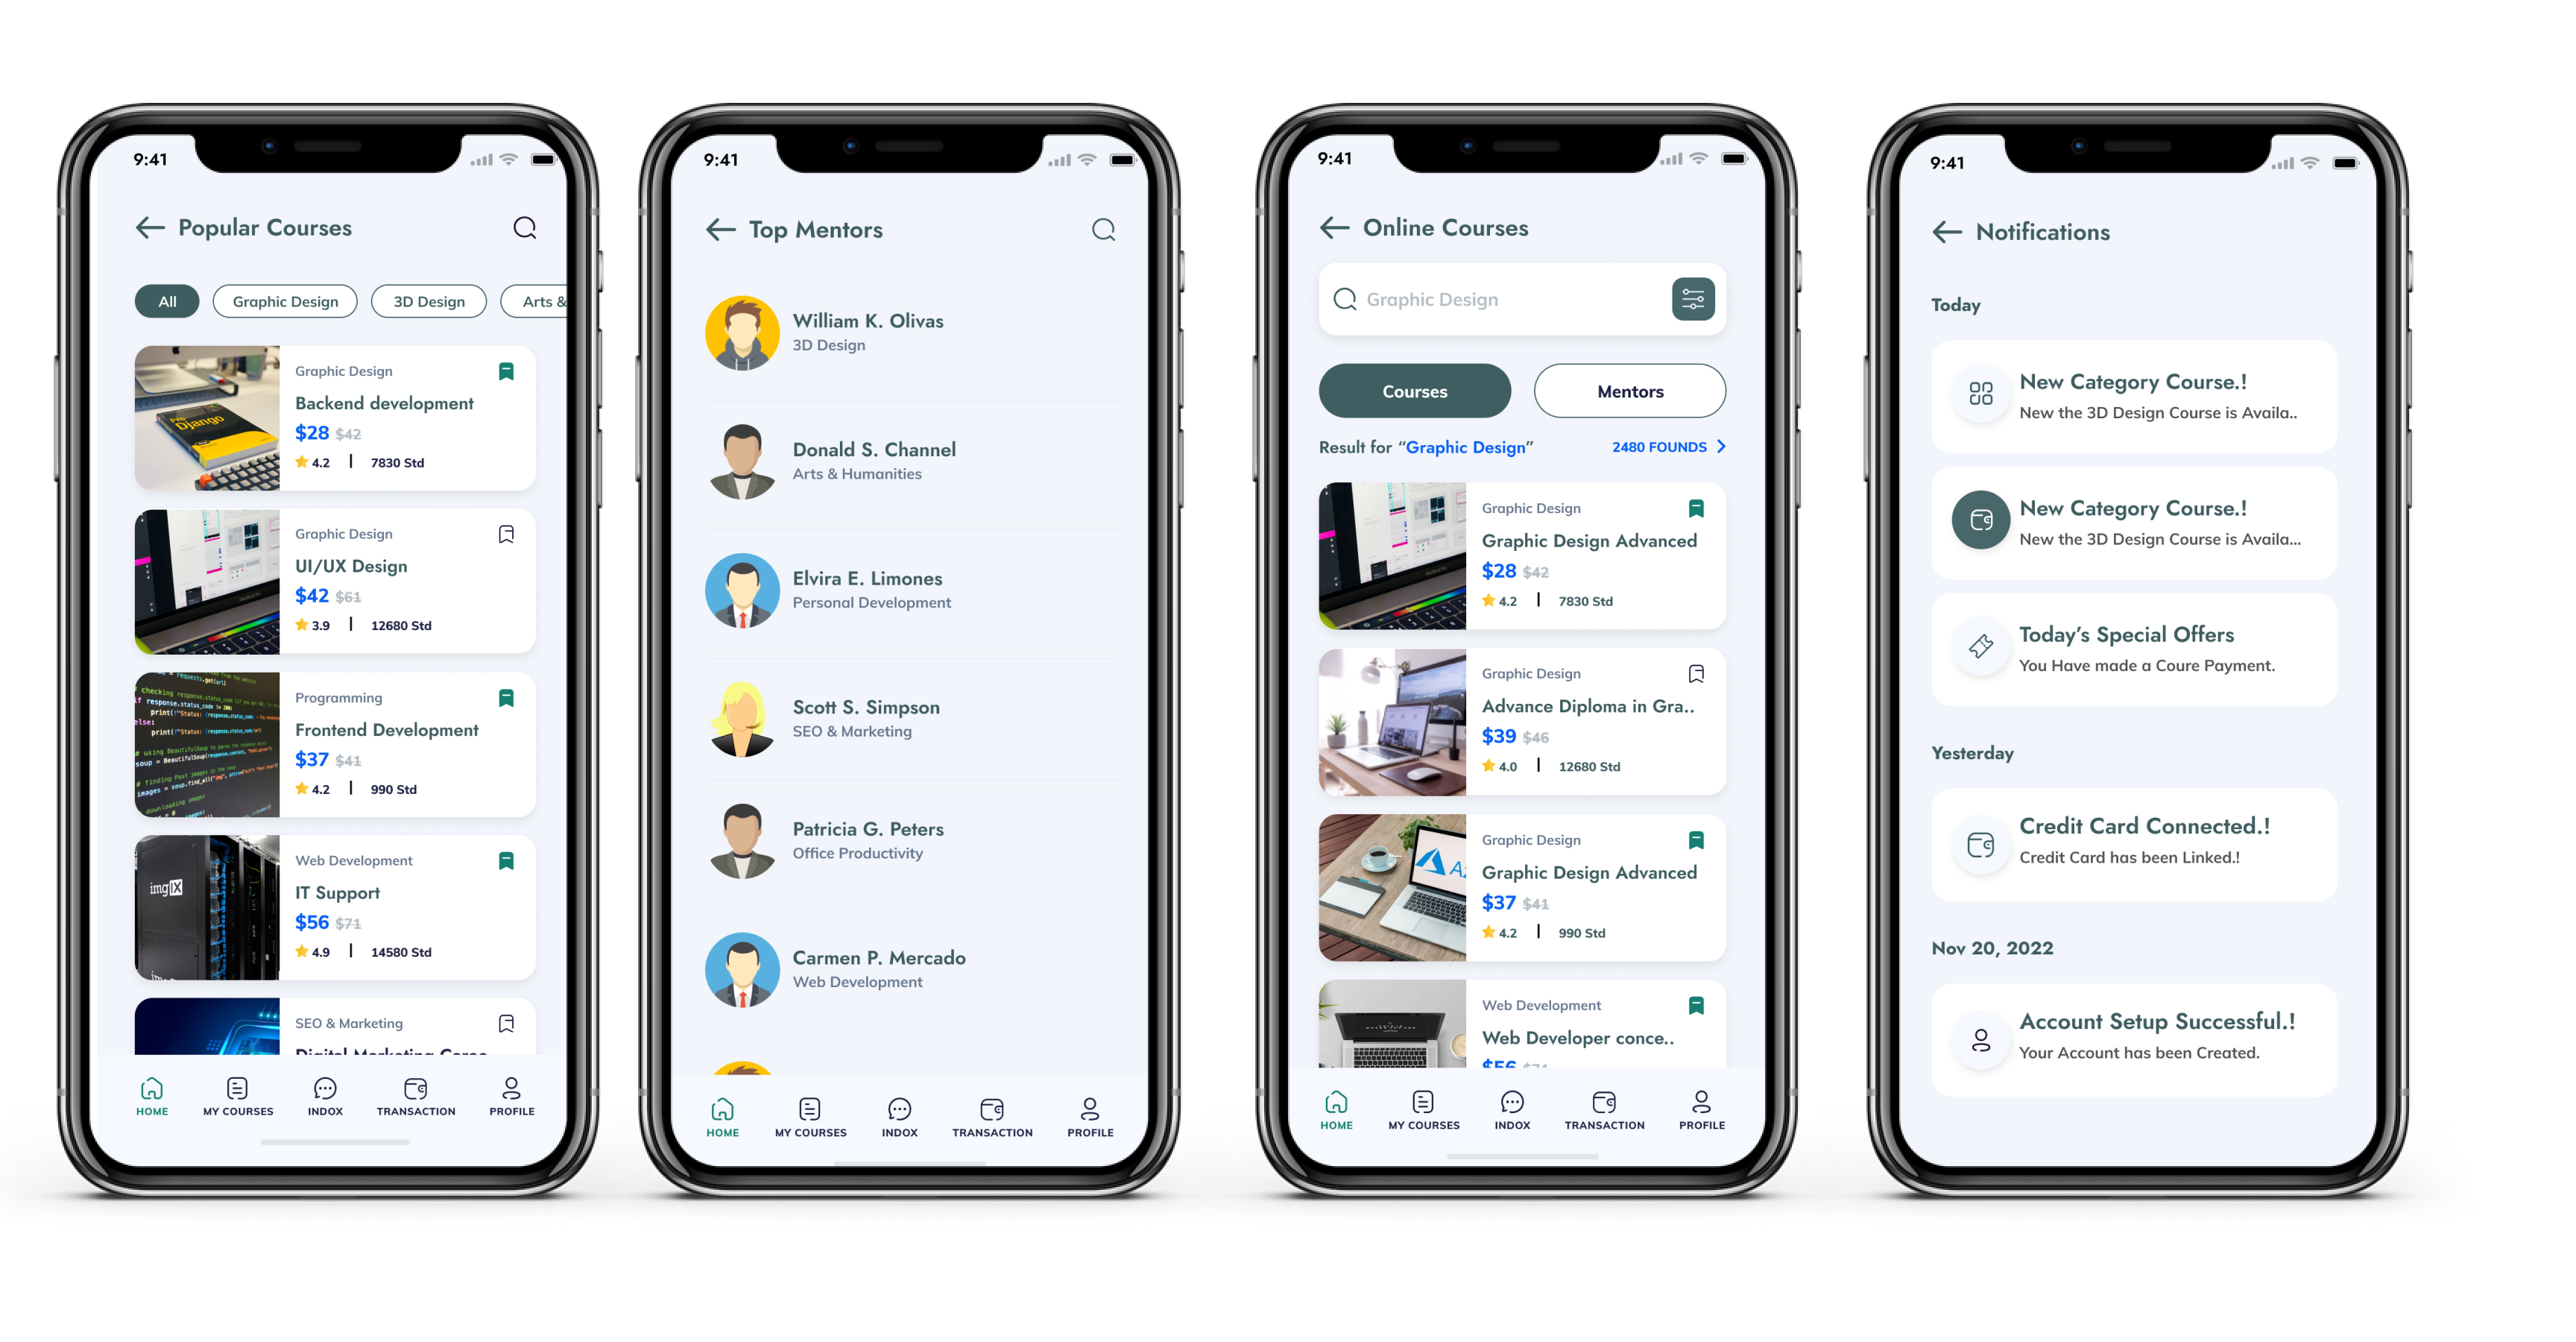 9:41
Popular Courses
All
Graphic Design
3D Design
Arts &
Graphic Design
Backend development
$28 $42
4.2 | 7830 Std
Pro
Django
Graphic Design
UI/UX Design
$42 $61
3.9 | 12680 Std
Programming
Frontend Development
$37 $41
4.2 | 990 Std
Web Development
IT Support
$56 $71
4.9 | 14580 Std
imgIX
SEO & Marketing
HOME
MY COURSES
INDOX
TRANSACTION
PROFILE
9:41
Top Mentors
William K. Olivas
3D Design
Donald S. Channel
Arts & Humanities
Elvira E. Limones
Personal Development
Scott S. Simpson
SEO & Marketing
Patricia G. Peters
Office Productivity
Carmen P. Mercado
Web Development
HOME
MY COURSES
INDOX
TRANSACTION
PROFILE
9:41
Online Courses
Graphic Design
Courses
Mentors
Result for “Graphic Design”
2480 FOUNDS
Graphic Design
Graphic Design Advanced
$28 $42
4.2 | 7830 Std
Graphic Design
Advance Diploma in Gra..
$39 $46
4.0 | 12680 Std
Graphic Design
Graphic Design Advanced
$37 $41
4.2 | 990 Std
Web Development
Web Developer conce..
$56 $71
HOME
MY COURSES
INDOX
TRANSACTION
PROFILE
9:41
Notifications
Today
New Category Course.!
New the 3D Design Course is Availa..
New Category Course.!
New the 3D Design Course is Availa...
Today’s Special Offers
You Have made a Coure Payment.
Yesterday
Credit Card Connected.!
Credit Card has been Linked.!
Nov 20, 2022
Account Setup Successful.!
Your Account has been Created.